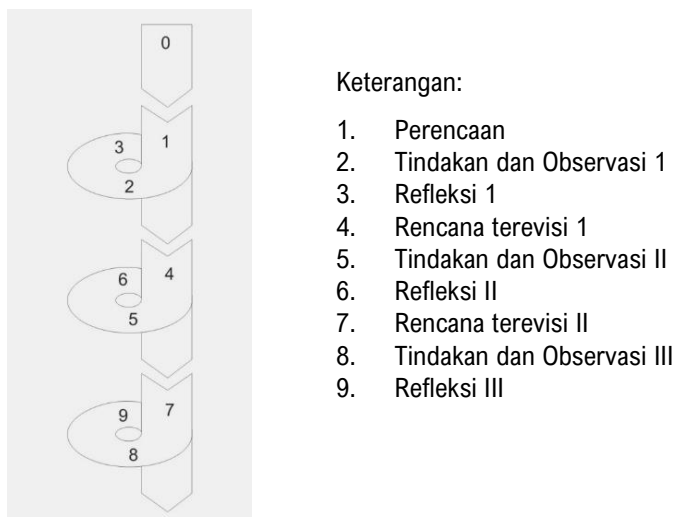 0
3 1
2
6 4
5
9 7
8
Keterangan:
1. Perencaan
2. Tindakan dan Observasi 1
3. Refleksi 1
4. Rencana terevisi 1
5. Tindakan dan Observasi II
6. Refleksi II
7. Rencana terevisi II
8. Tindakan dan Observasi III
9. Refleksi III